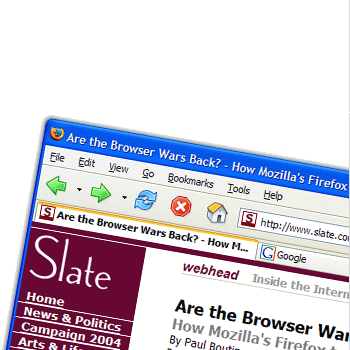 Are the Browser Wars Back? - How Mozilla's Firefox
File Edit View Go Bookmarks Tools Help
http://www.slate.co
Are the Browser Wars Back? - How M...
Google
Slate
webhead Inside the Intern
Home
News & Politics
Campaign 2004
Arts & Life
Are the Browser War
How Mozilla's Firefox t
By Paul Boutin